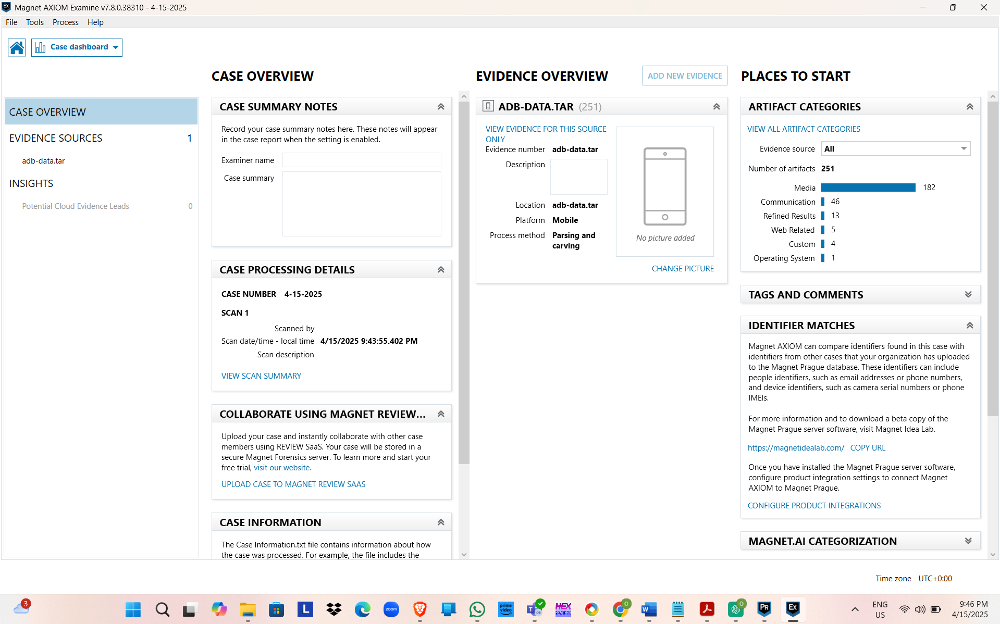 Magnet AXIOM Examine v7.8.0.38310 - 4-15-2025
File Tools Process Help
Case dashboard
CASE OVERVIEW
EVIDENCE SOURCES 1
adb-data.tar
INSIGHTS
Potential Cloud Evidence Leads 0
CASE OVERVIEW
CASE SUMMARY NOTES
Record your case summary notes here. These notes will appear
in the case report when the setting is enabled.
Examiner name
Case summary
CASE PROCESSING DETAILS
CASE NUMBER 4-15-2025
SCAN 1
Scanned by
Scan date/time - local time 4/15/2025 9:43:55.402 PM
Scan description
VIEW SCAN SUMMARY
COLLABORATE USING MAGNET REVIEW...
Upload your case and instantly collaborate with other case
members using REVIEW SaaS. Your case will be stored in a
secure Magnet Forensics server. To learn more and start your
free trial, visit our website.
UPLOAD CASE TO MAGNET REVIEW SAAS
CASE INFORMATION
The Case Information.txt file contains information about how
the case was processed. For example, the file includes the
EVIDENCE OVERVIEW
ADD NEW EVIDENCE
ADB-DATA.TAR (251)
VIEW EVIDENCE FOR THIS SOURCE
ONLY
Evidence number adb-data.tar
Description
Location adb-data.tar
Platform Mobile
Process method Parsing and
carving
No picture added
CHANGE PICTURE
PLACES TO START
ARTIFACT CATEGORIES
VIEW ALL ARTIFACT CATEGORIES
Evidence source All
Number of artifacts 251
Media 182
Communication 46
Refined Results 13
Web Related 5
Custom 4
Operating System 1
TAGS AND COMMENTS
IDENTIFIER MATCHES
Magnet AXIOM can compare identifiers found in this case with
identifiers from other cases that your organization has uploaded
to the Magnet Prague database. These identifiers can include
people identifiers, such as email addresses or phone numbers,
and device identifiers, such as camera serial numbers or phone
IMEIs.
For more information and to download a beta copy of the
Magnet Prague server software, visit Magnet Idea Lab.
https://magnetidealab.com/ COPY URL
Once you have installed the Magnet Prague server software,
configure product integration settings to connect Magnet
AXIOM to Magnet Prague.
CONFIGURE PRODUCT INTEGRATIONS
MAGNET.AI CATEGORIZATION
Time zone UTC+0:00
3
L
zoom
prime
video
HEX
W
0
0
PR
EX
ENG
US
9:46 PM
4/15/2025